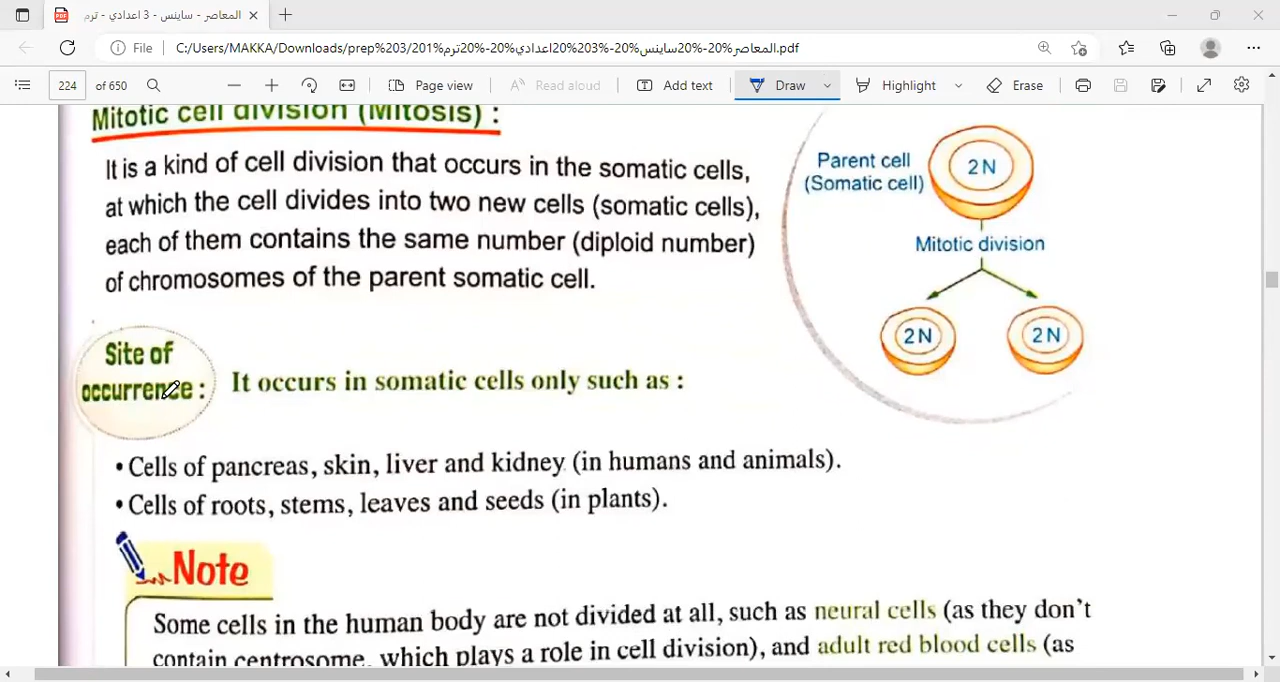 المعاصر - ساينس - 3 اعدادي - ترم
File
C:/Users/MAKKA/Downloads/prep%203/201%المعاصر%20-%20ساينس%20-%203%20اعدادي%20-%20ترم.pdf
224 of 650
Page view
Read aloud
Add text
Draw
Highlight
Erase
Mitotic cell division (Mitosis) :
It is a kind of cell division that occurs in the somatic cells,
at which the cell divides into two new cells (somatic cells),
each of them contains the same number (diploid number)
of chromosomes of the parent somatic cell.
Parent cell
(Somatic cell)
2N
Mitotic division
2N
2N
Site of
occurrence :
It occurs in somatic cells only such as :
• Cells of pancreas, skin, liver and kidney (in humans and animals).
• Cells of roots, stems, leaves and seeds (in plants).
Note
Some cells in the human body are not divided at all, such as neural cells (as they don't
contain centrosome, which plays a role in cell division), and adult red blood cells (as